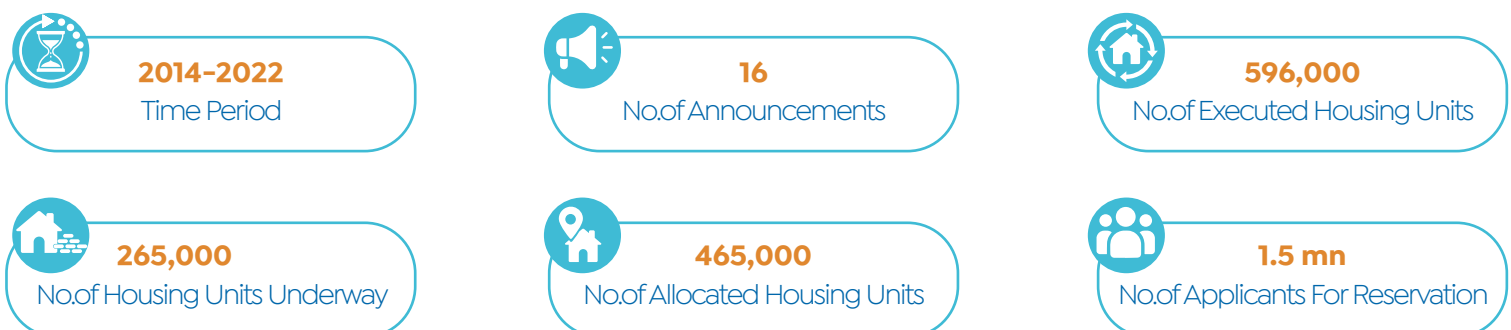 2014-2022
Time Period
16
No.of Announcements
596,000
No.of Executed Housing Units
265,000
No.of Housing Units Underway
465,000
No.of Allocated Housing Units
1.5 mn
No.of Applicants For Reservation